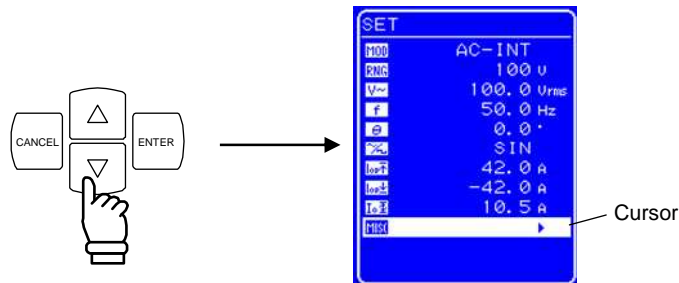 SET
MOD AC-INT
RNG 100 V
V~ 100.0 Vrms
f 50.0 Hz
θ 0.0 °
SIN
42.0 A
-42.0 A
10.5 A
MISC
CANCEL
ENTER
Cursor